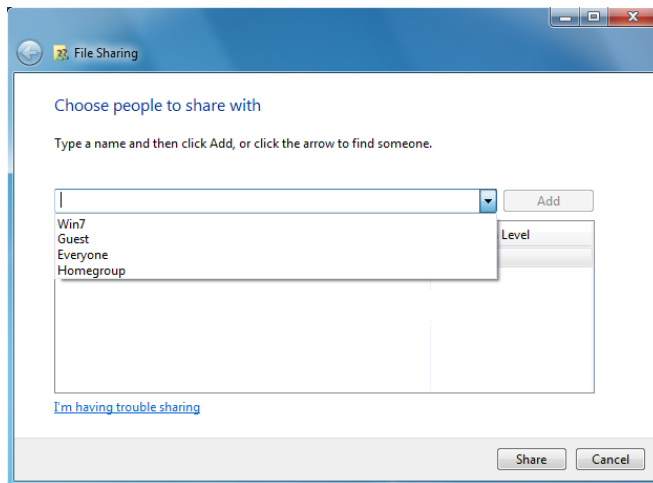 File Sharing
Choose people to share with
Type a name and then click Add, or click the arrow to find someone.
Add
Win7
Guest
Everyone
Homegroup
Level
I'm having trouble sharing
Share
Cancel